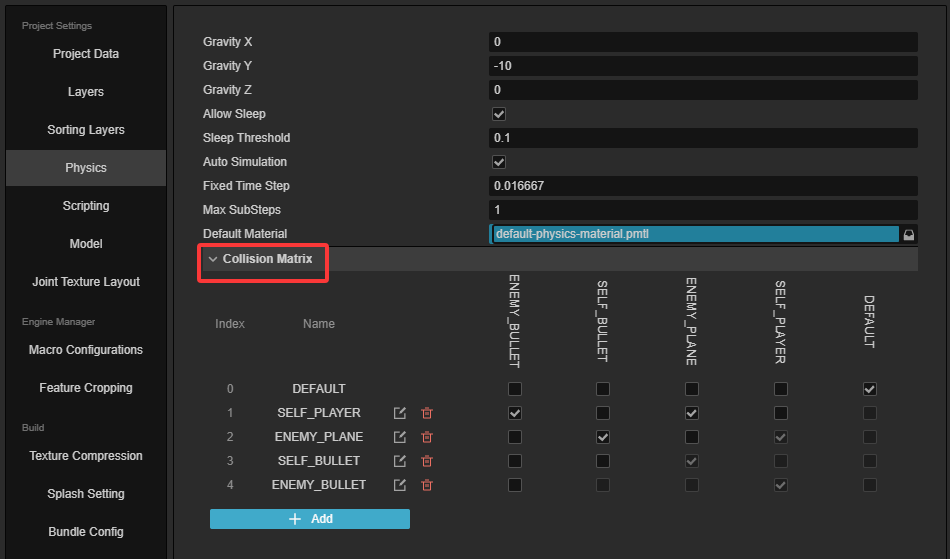 Project Settings
Project Data
Layers
Sorting Layers
Physics
Scripting
Model
Joint Texture Layout
Engine Manager
Macro Configurations
Feature Cropping
Build
Texture Compression
Splash Setting
Bundle Config
Gravity X 0
Gravity Y -10
Gravity Z 0
Allow Sleep
Sleep Threshold 0.1
Auto Simulation
Fixed Time Step 0.016667
Max SubSteps 1
Default Material default-physics-material.pmtl
Collision Matrix
Index Name ENEMY_BULLET SELF_BULLET ENEMY_PLANE SELF_PLAYER DEFAULT
0 DEFAULT
1 SELF_PLAYER
2 ENEMY_PLANE
3 SELF_BULLET
4 ENEMY_BULLET
+ Add